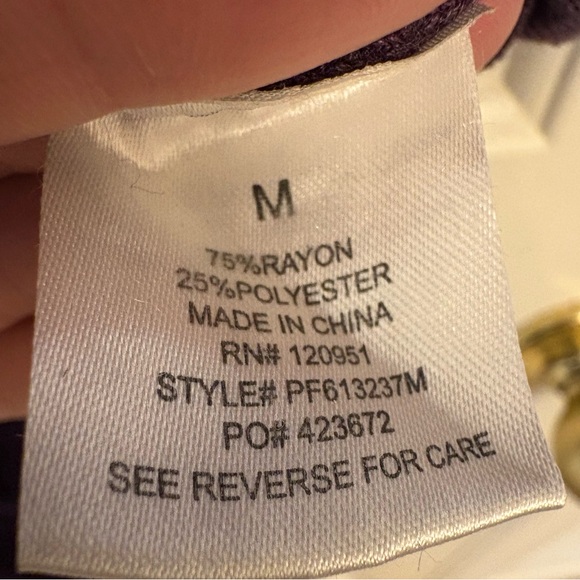 M
75%RAYON
25%POLYESTER
MADE IN CHINA
RN# 120951
STYLE# PF613237M
PO# 423672
SEE REVERSE FOR CARE